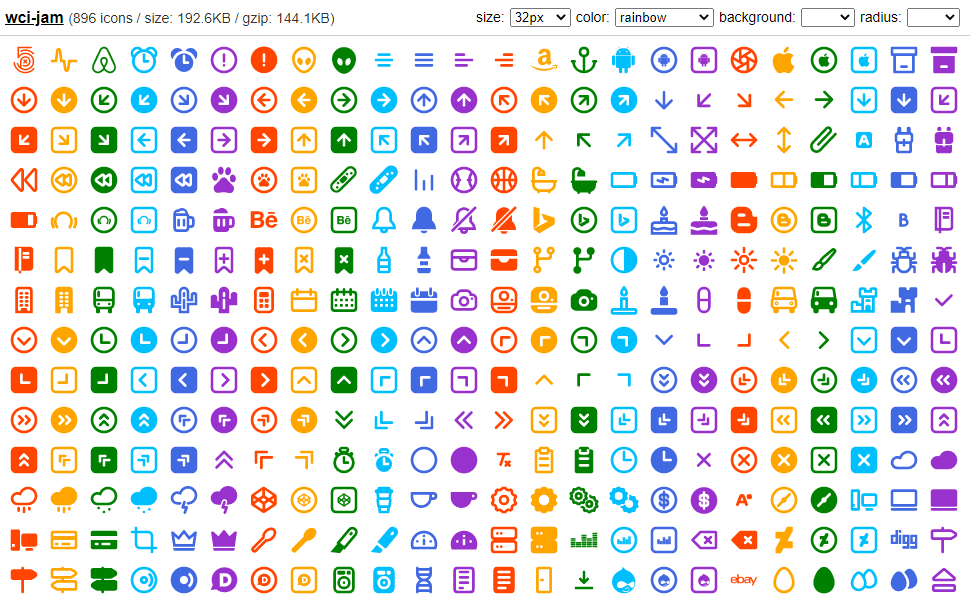 wci-jam (896 icons / size: 192.6KB / gzip: 144.1KB) size: 32px color: rainbow background: radius:
A
Bē Bē Bē B
Tx
$ $ A
digg
D D D ebay